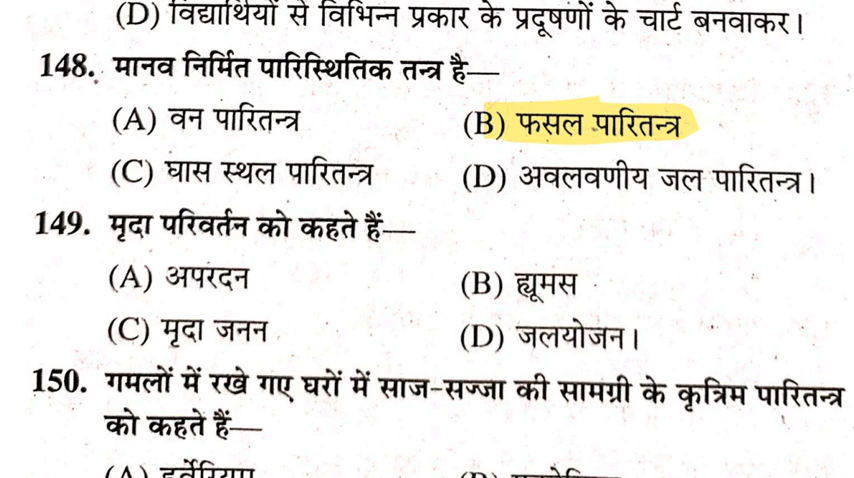 (D) विद्यार्थियों से विभिन्न प्रकार के प्रदूषणों के चार्ट बनवाकर।
148. मानव निर्मित पारिस्थितिक तन्त्र है—
(A) वन पारितन्त्र (B) फसल पारितन्त्र
(C) घास स्थल पारितन्त्र (D) अवलवणीय जल पारितन्त्र।
149. मृदा परिवर्तन को कहते हैं—
(A) अपरदन (B) ह्यूमस
(C) मृदा जनन (D) जलयोजन।
150. गमलों में रखे गए घरों में साज-सज्जा की सामग्री के कृत्रिम पारितन्त्र
को कहते हैं—
(A) (B)